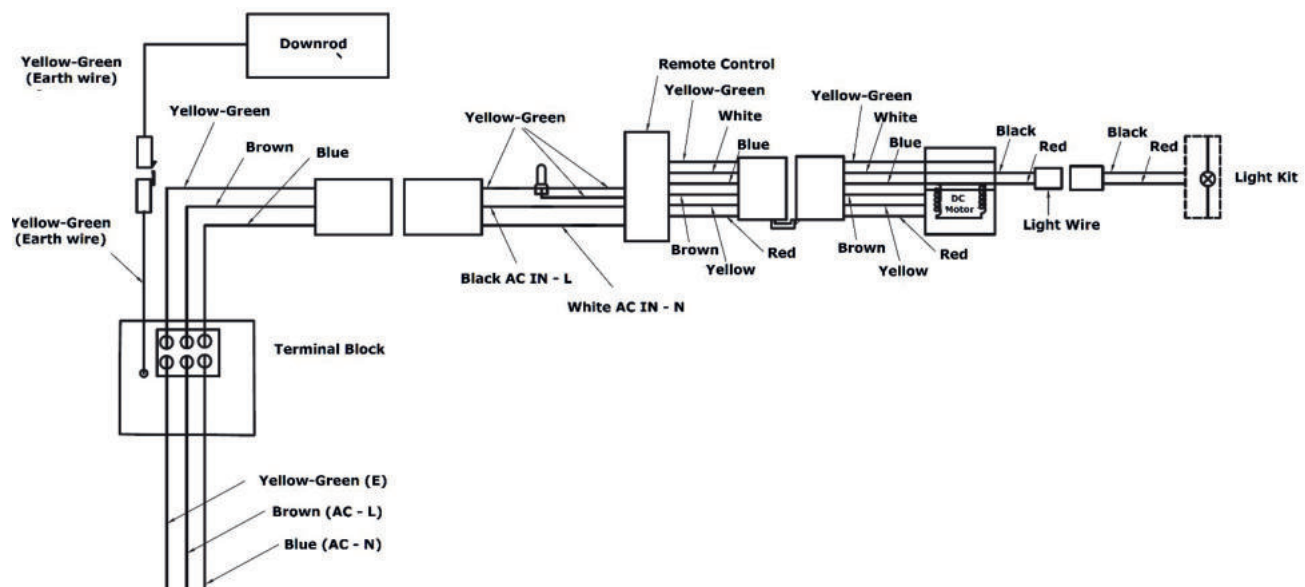 Downrod
Yellow-Green
(Earth wire)
Yellow-Green
Brown
Blue
Yellow-Green
(Earth wire)
Terminal Block
Yellow-Green (E)
Brown (AC - L)
Blue (AC - N)
Yellow-Green
Black AC IN - L
White AC IN - N
Remote Control
Yellow-Green
White
Blue
Brown
Yellow
Red
Yellow-Green
White
Blue
Brown
Yellow
Red
DC
Motor
Black
Red
Light Wire
Black
Red
Light Kit